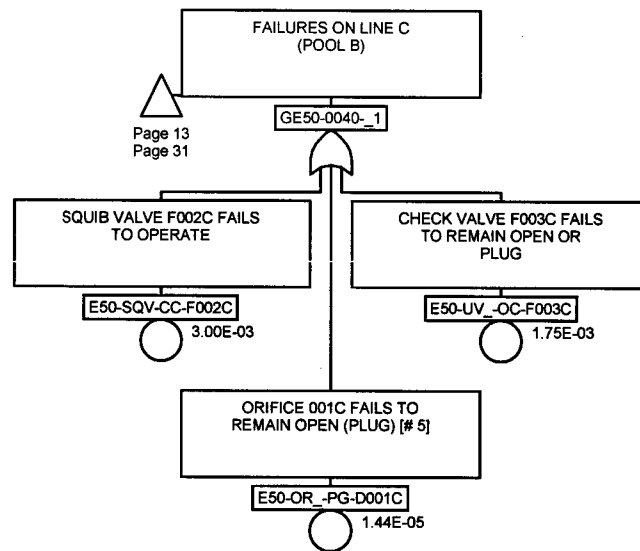 FAILURES ON LINE C
(POOL B)
Page 13
Page 31
GE50-0040-_1
SQUIB VALVE F002C FAILS
TO OPERATE
E50-SQV-CC-F002C
3.00E-03
CHECK VALVE F003C FAILS
TO REMAIN OPEN OR
PLUG
E50-UV_-OC-F003C
1.75E-03
ORIFICE 001C FAILS TO
REMAIN OPEN (PLUG) [# 5]
E50-OR_-PG-D001C
1.44E-05